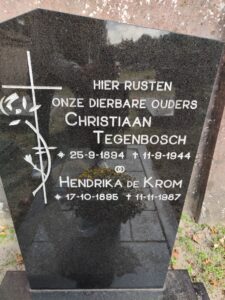 HIER RUSTEN
ONZE DIERBARE OUDERS
CHRISTIAAN
TEGENBOSCH
* 25-9-1894 † 11-9-1944
⚭
HENDRIKA DE KROM
* 17-10-1895 † 11-11-1987